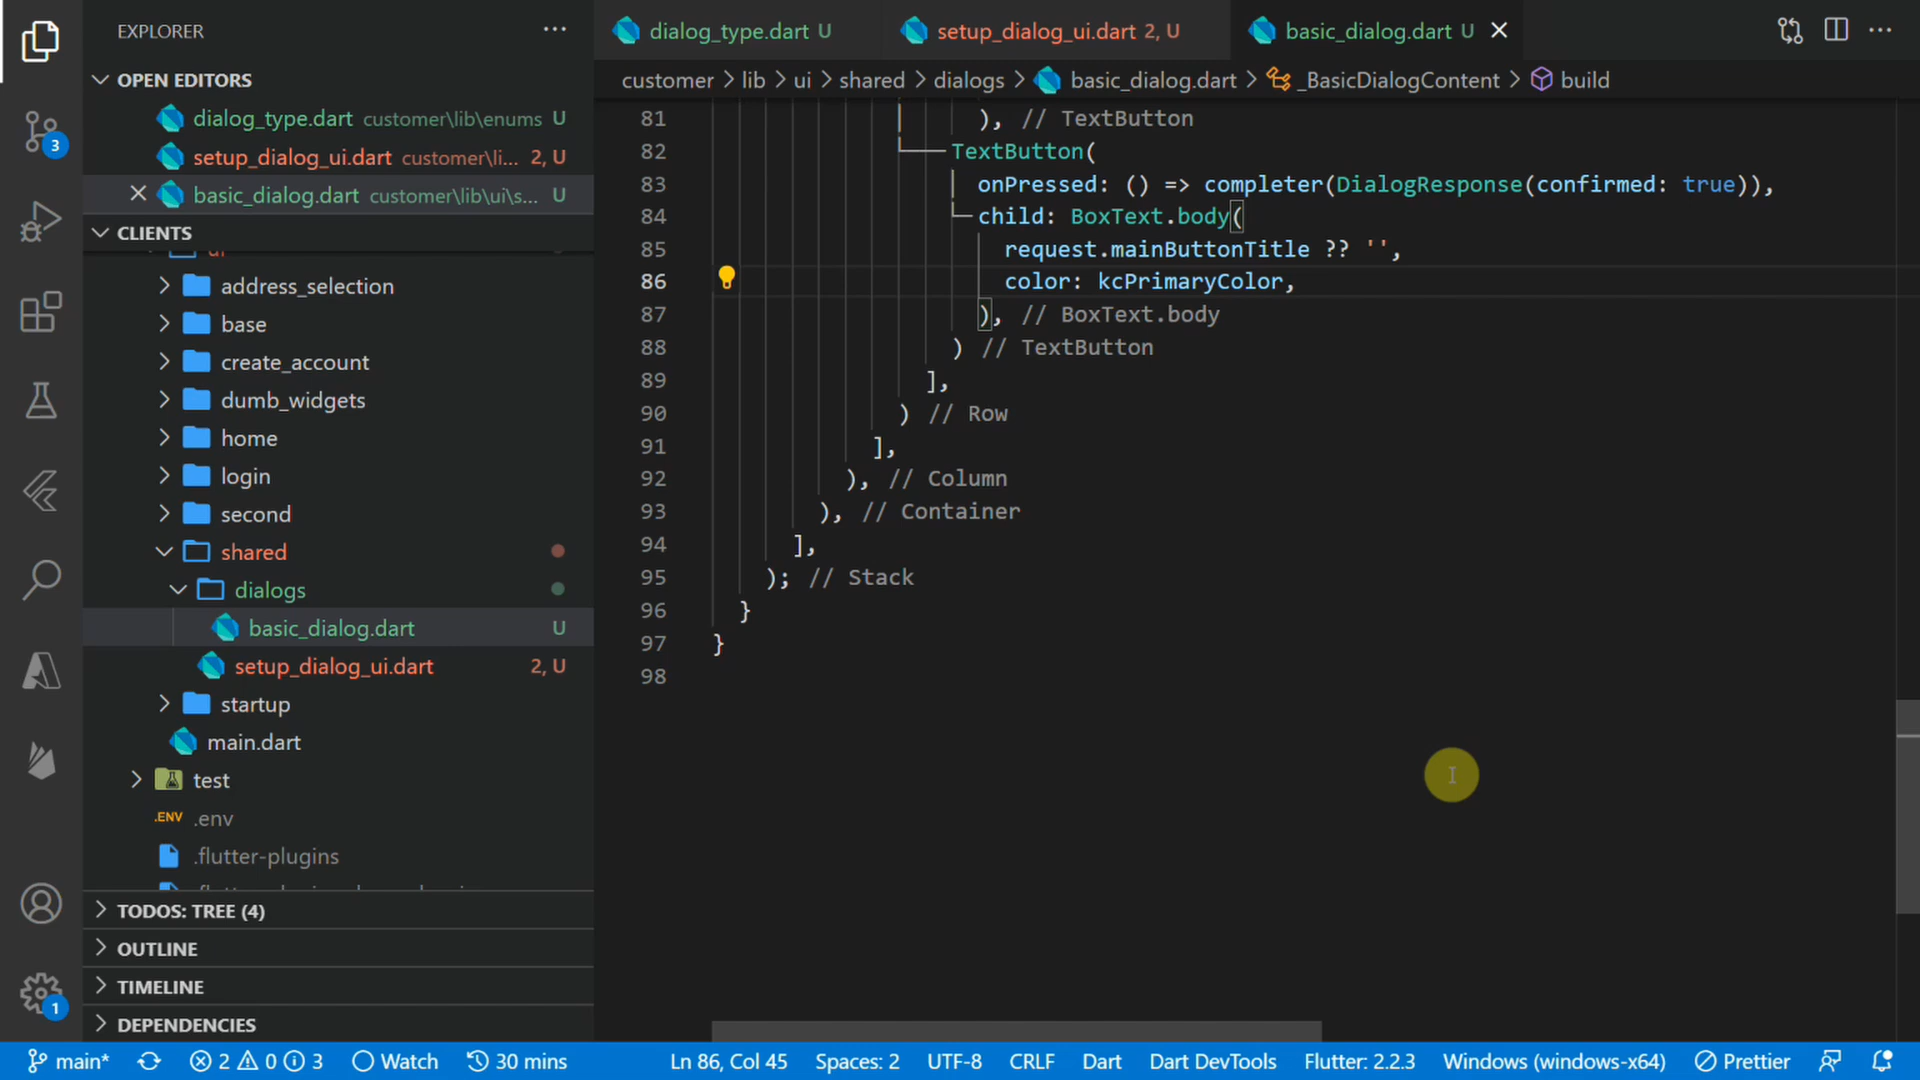 EXPLORER
OPEN EDITORS
dialog_type.dart customer\lib\enums U
setup_dialog_ui.dart customer\li... 2, U
basic_dialog.dart customer\lib\ui\s... U
CLIENTS
ui
address_selection
base
create_account
dumb_widgets
home
login
second
shared
dialogs
basic_dialog.dart U
setup_dialog_ui.dart 2, U
startup
main.dart
test
.ENV .env
.flutter-plugins
TODOS: TREE (4)
OUTLINE
TIMELINE
DEPENDENCIES
3
1
dialog_type.dart U
setup_dialog_ui.dart 2, U
basic_dialog.dart U
customer > lib > ui > shared > dialogs > basic_dialog.dart > _BasicDialogContent > build
81 ), // TextButton
82 TextButton(
83 onPressed: () => completer(DialogResponse(confirmed: true)),
84 child: BoxText.body(
85 request.mainButtonTitle ?? '',
86 color: kcPrimaryColor,
87 ), // BoxText.body
88 ) // TextButton
89 ],
90 ) // Row
91 ],
92 ), // Column
93 ), // Container
94 ],
95 ); // Stack
96 }
97 }
98
main* 2 0 3 Watch 30 mins Ln 86, Col 45 Spaces: 2 UTF-8 CRLF Dart Dart DevTools Flutter: 2.2.3 Windows (windows-x64) Prettier